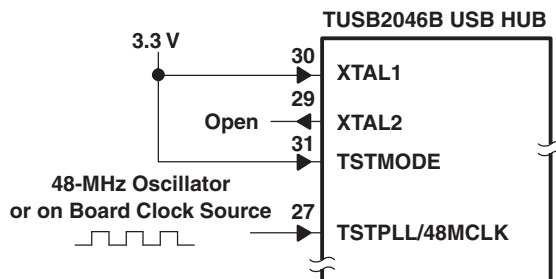 TUSB2046B USB HUB
3.3 V
30
XTAL1
29
Open
XTAL2
31
TSTMODE
48-MHz Oscillator
or on Board Clock Source
27
TSTPLL/48MCLK